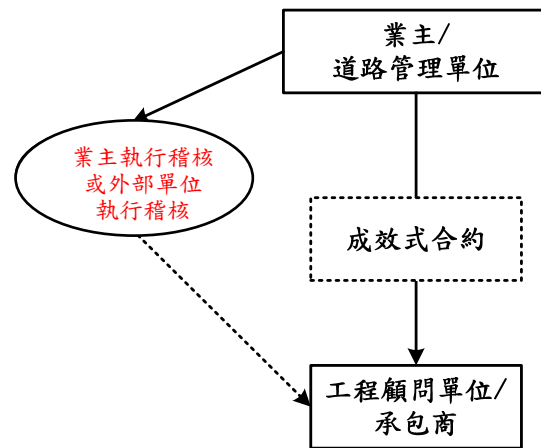 業主/
道路管理單位
業主執行稽核
或外部單位
執行稽核
成效式合約
工程顧問單位/
承包商